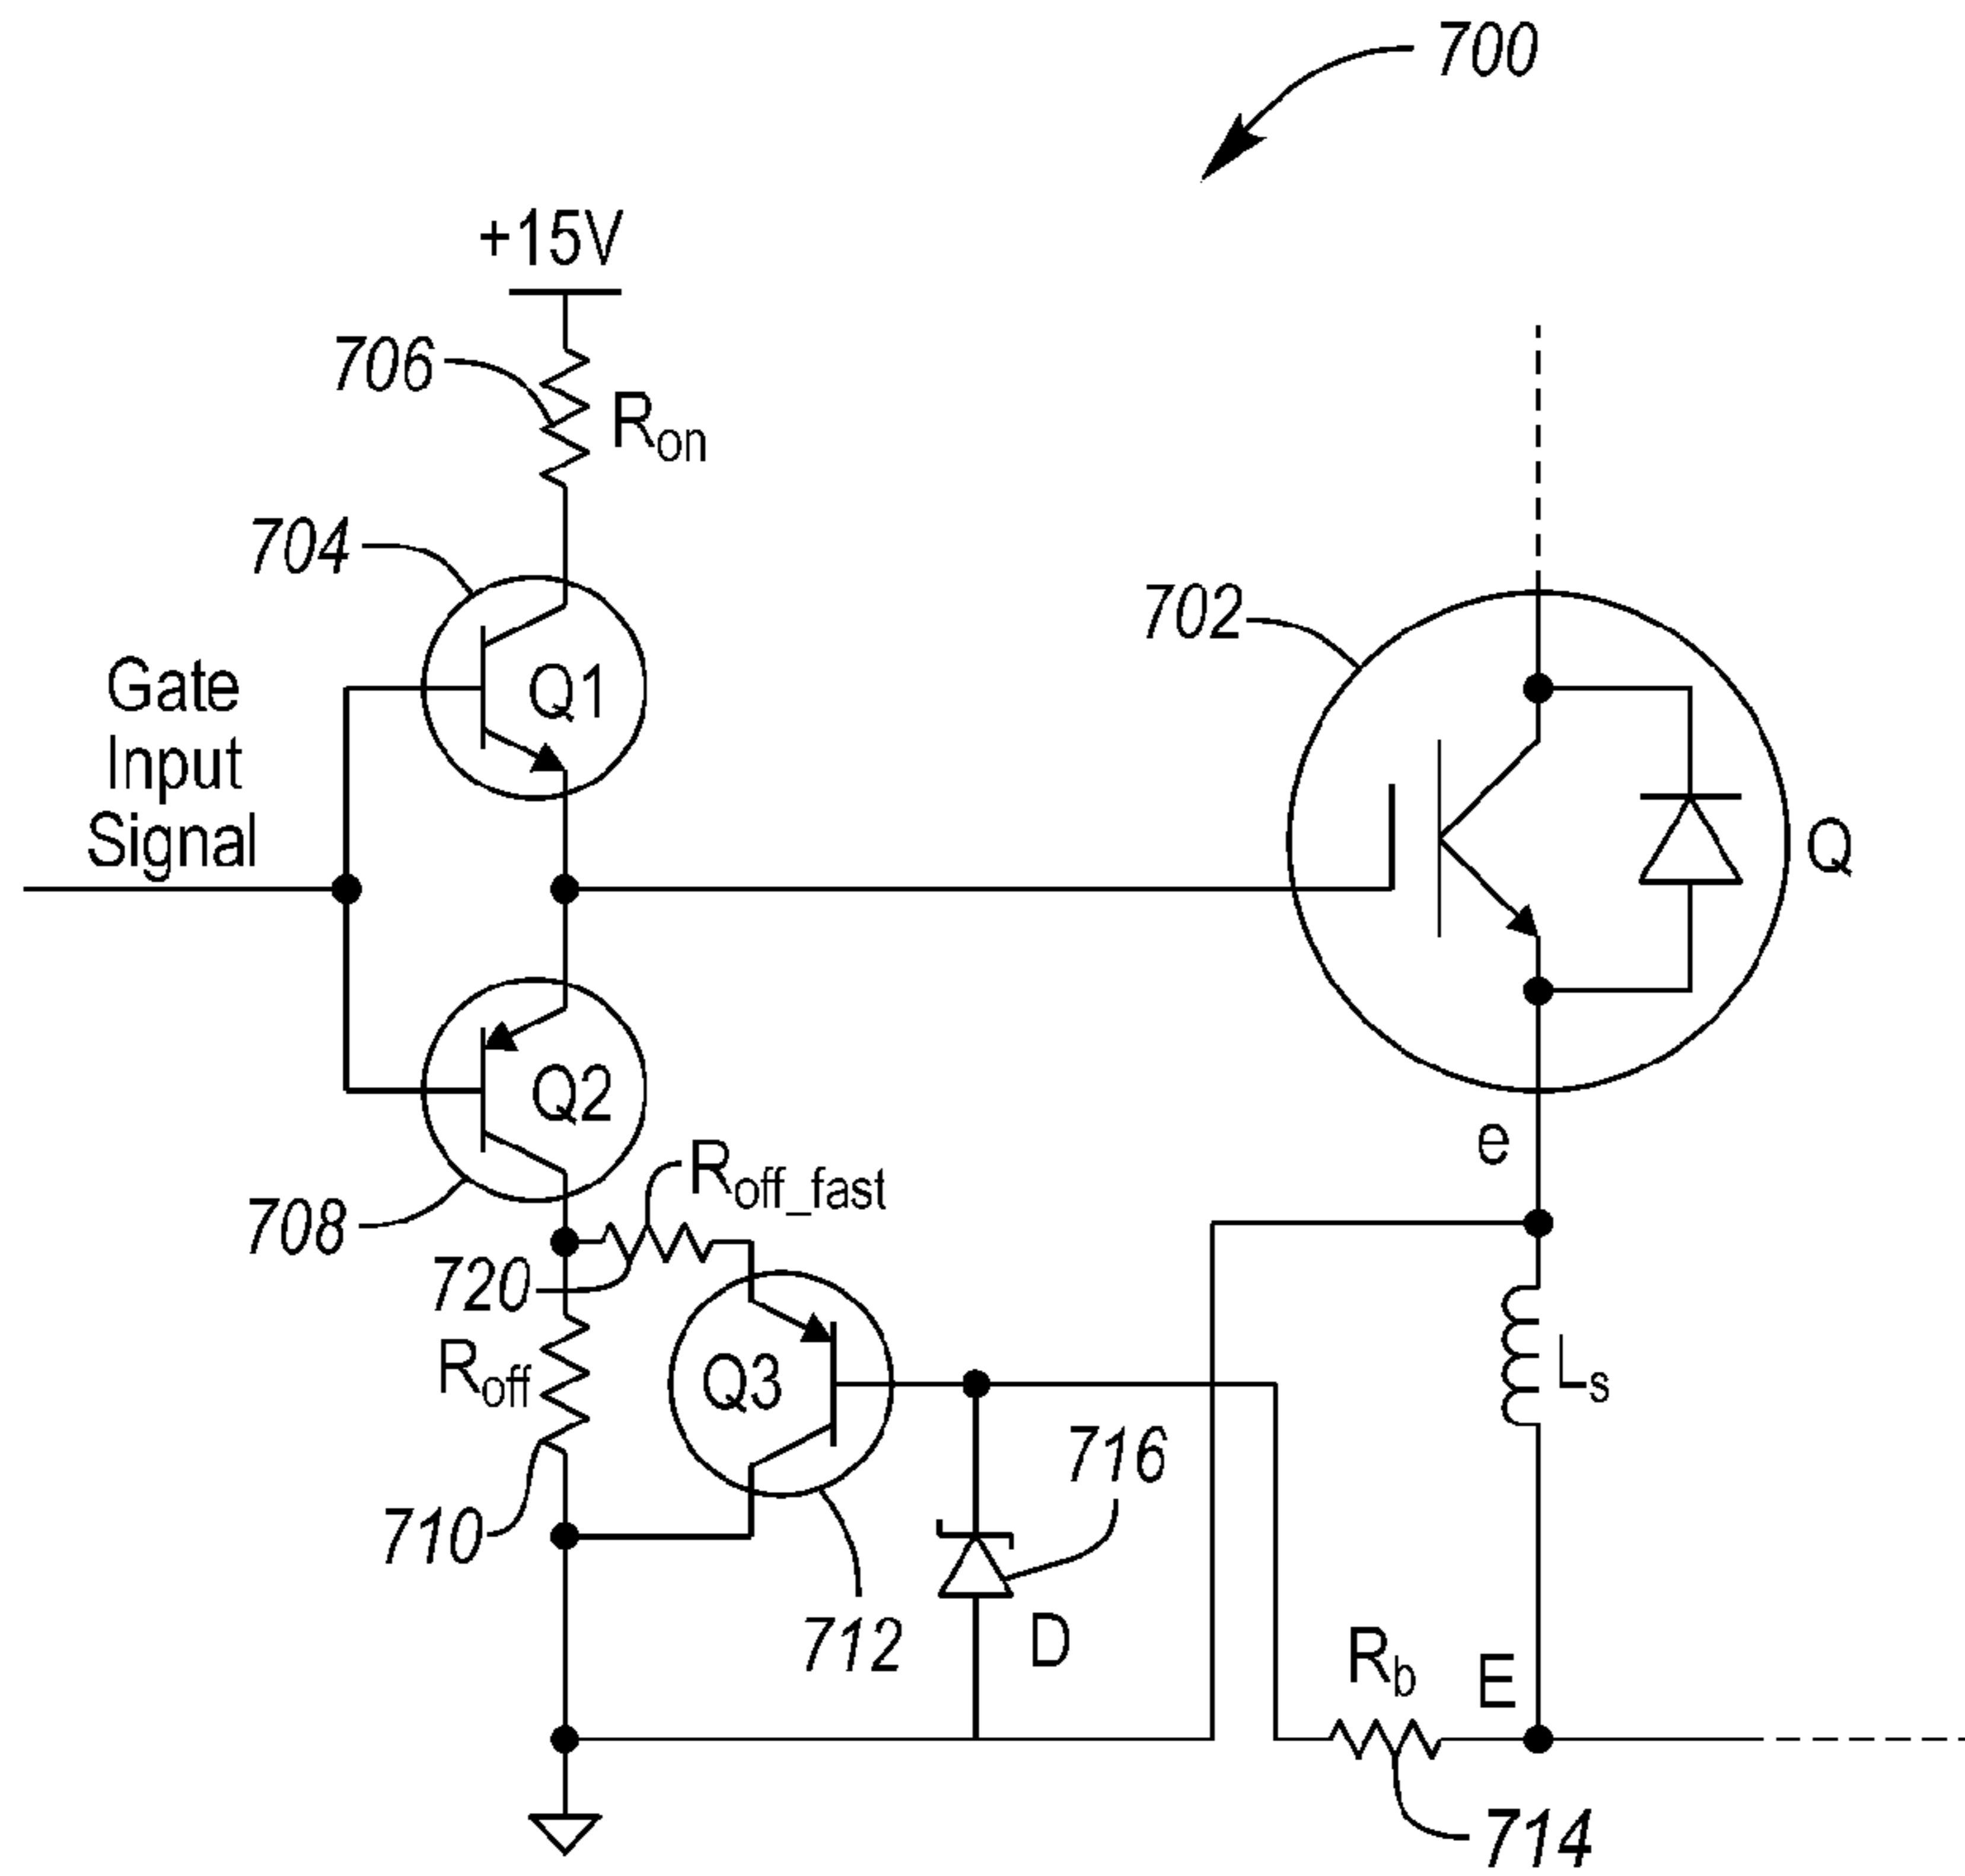 700
+15V
706
Ron
704
702
Gate
Input
Signal
Q1
Q
Q2
e
Roff_fast
708
720
Roff
Q3
Ls
716
710
712
D
Rb
E
714